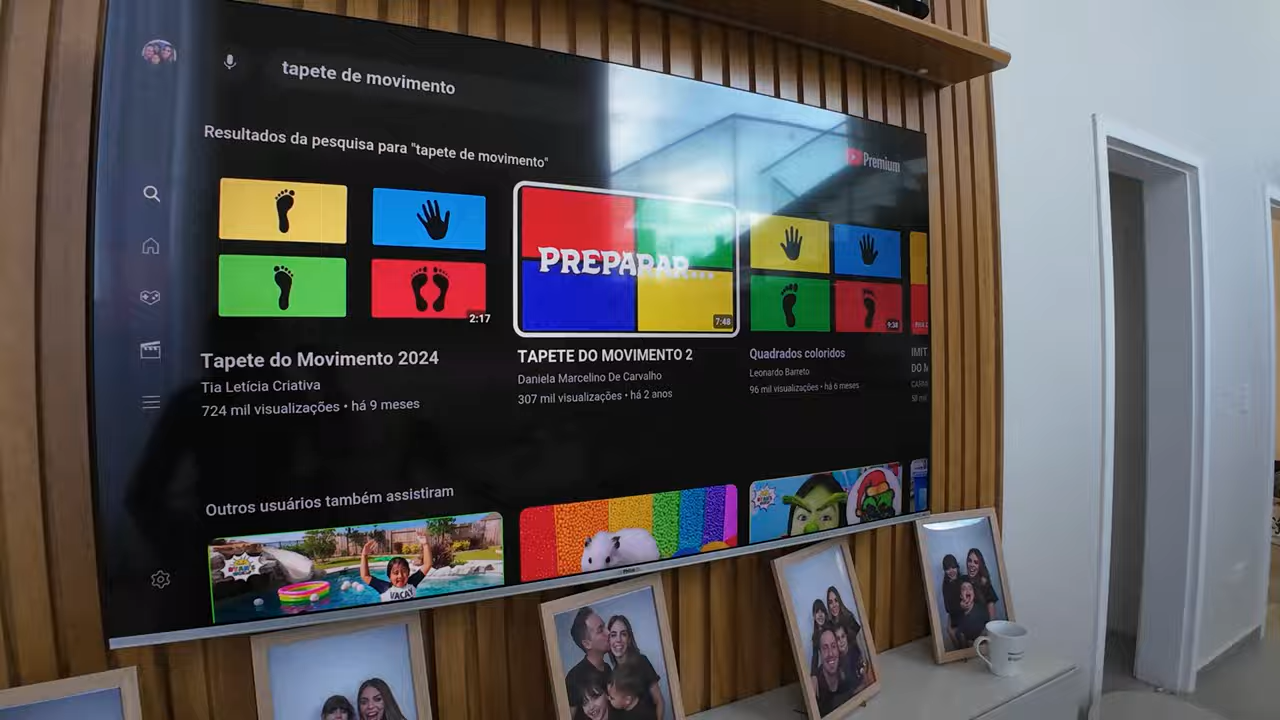 tapete de movimento
Resultados da pesquisa para "tapete de movimento"
Premium
2:17
PREPARAR...
7:48
9:38
Tapete do Movimento 2024
Tia Letícia Criativa
724 mil visualizações • há 9 meses
TAPETE DO MOVIMENTO 2
Daniela Marcelino De Carvalho
307 mil visualizações • há 2 anos
Quadrados coloridos
Leonardo Barreto
96 mil visualizações • há 6 meses
IMIT
DO M
Outros usuários também assistiram
VACAT